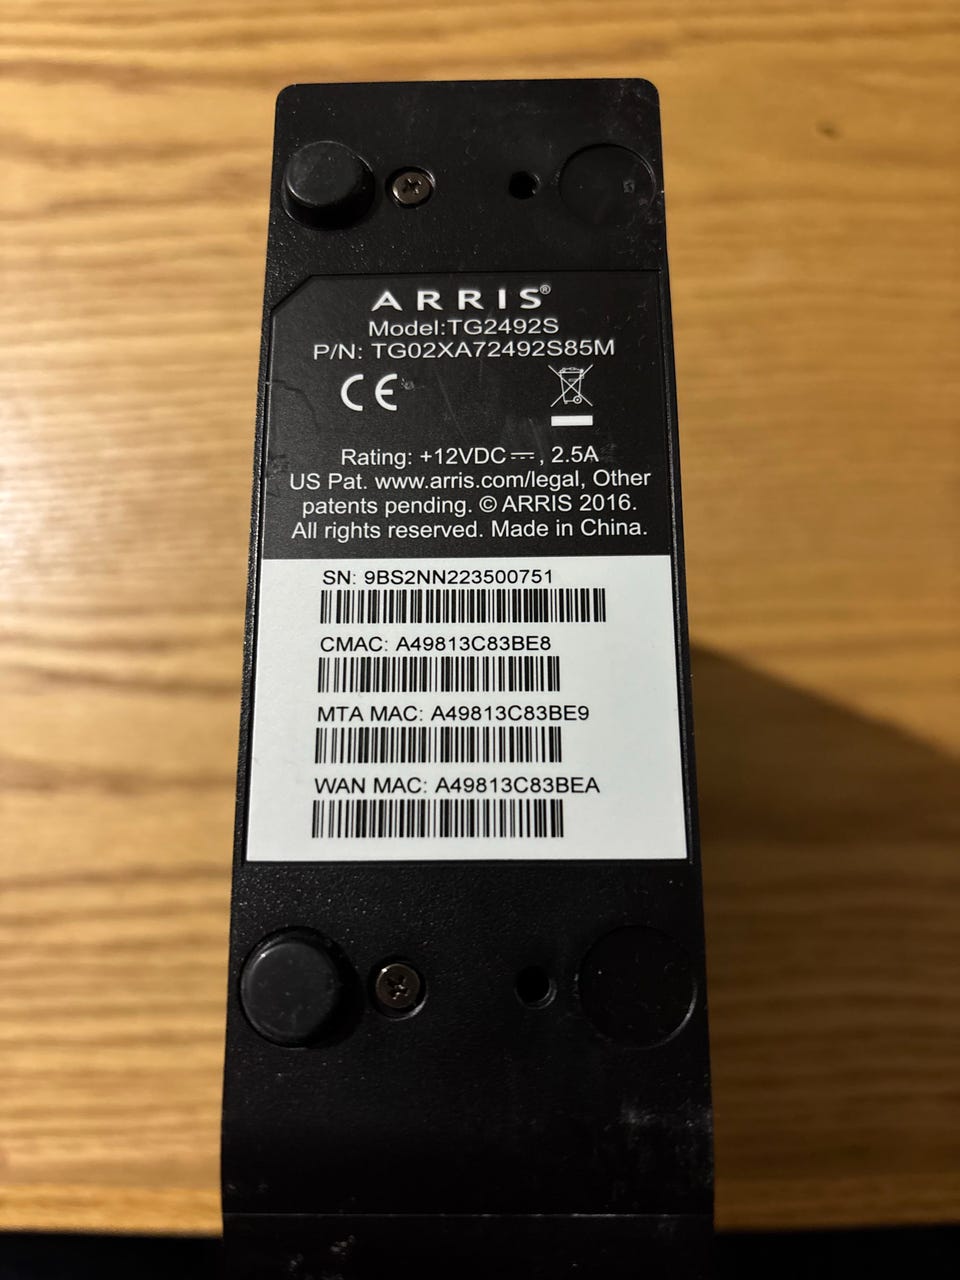 ARRIS®
Model:TG2492S
P/N: TG02XA72492S85M
CE
Rating: +12VDC ⎓, 2.5A
US Pat. www.arris.com/legal, Other
patents pending. © ARRIS 2016.
All rights reserved. Made in China.
SN: 9BS2NN223500751
CMAC: A49813C83BE8
MTA MAC: A49813C83BE9
WAN MAC: A49813C83BEA